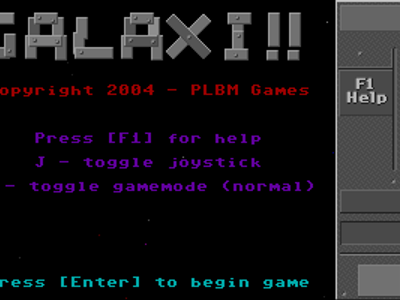 GALAXI!!
opyright 2004 - PLBM Games
F1
Help
Press [F1] for help
J - toggle joystick
- toggle gamemode (normal)
ress [Enter] to begin game